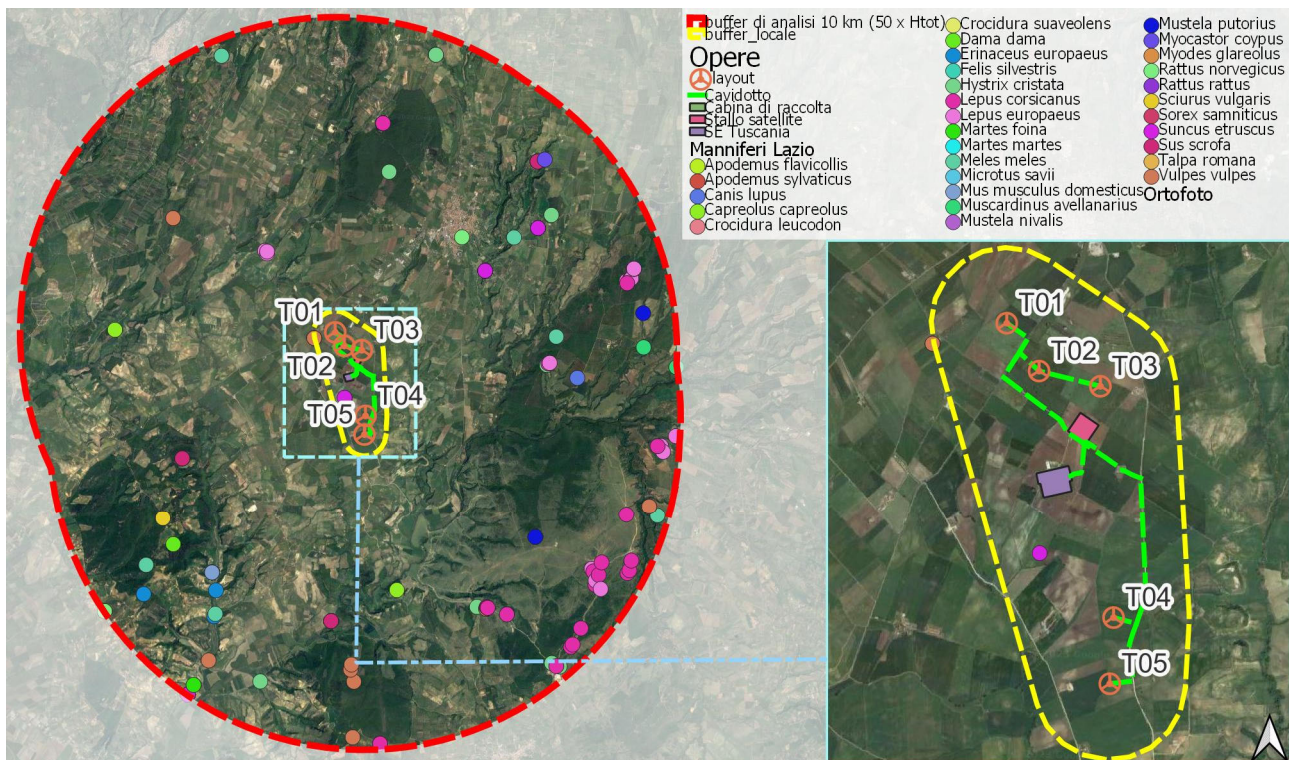 buffer di analisi 10 km (50 x Htot)
buffer_locale
Opere
layout
Cavidotto
Cabina di raccolta
Stallo satellite
SE Tuscania
Manniferi Lazio
Apodemus flavicollis
Apodemus sylvaticus
Canis lupus
Capreolus capreolus
Crocidura leucodon
Crocidura suaveolens
Dama dama
Erinaceus europaeus
Felis silvestris
Hystrix cristata
Lepus corsicanus
Lepus europaeus
Martes foina
Martes martes
Meles meles
Microtus savii
Mus musculus domesticus
Muscardinus avellanarius
Mustela nivalis
Mustela putorius
Myocastor coypus
Myodes glareolus
Rattus norvegicus
Rattus rattus
Sciurus vulgaris
Sorex samniticus
Suncus etruscus
Sus scrofa
Talpa romana
Vulpes vulpes
Ortofoto
T01
T03
T02
T04
T05
T01
T02
T03
T04
T05